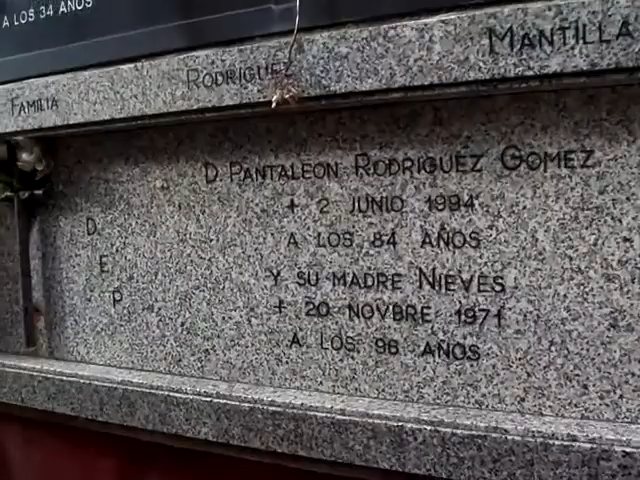 A LOS 34 AÑOS
FAMILIA RODRIGUEZ MANTILLA
D. PANTALEON RODRIGUEZ GOMEZ
+ 2 JUNIO 1994
A LOS 84 AÑOS
Y SU MADRE NIEVES
+ 20 NOVBRE 1971
A LOS 96 AÑOS
D.
E
P